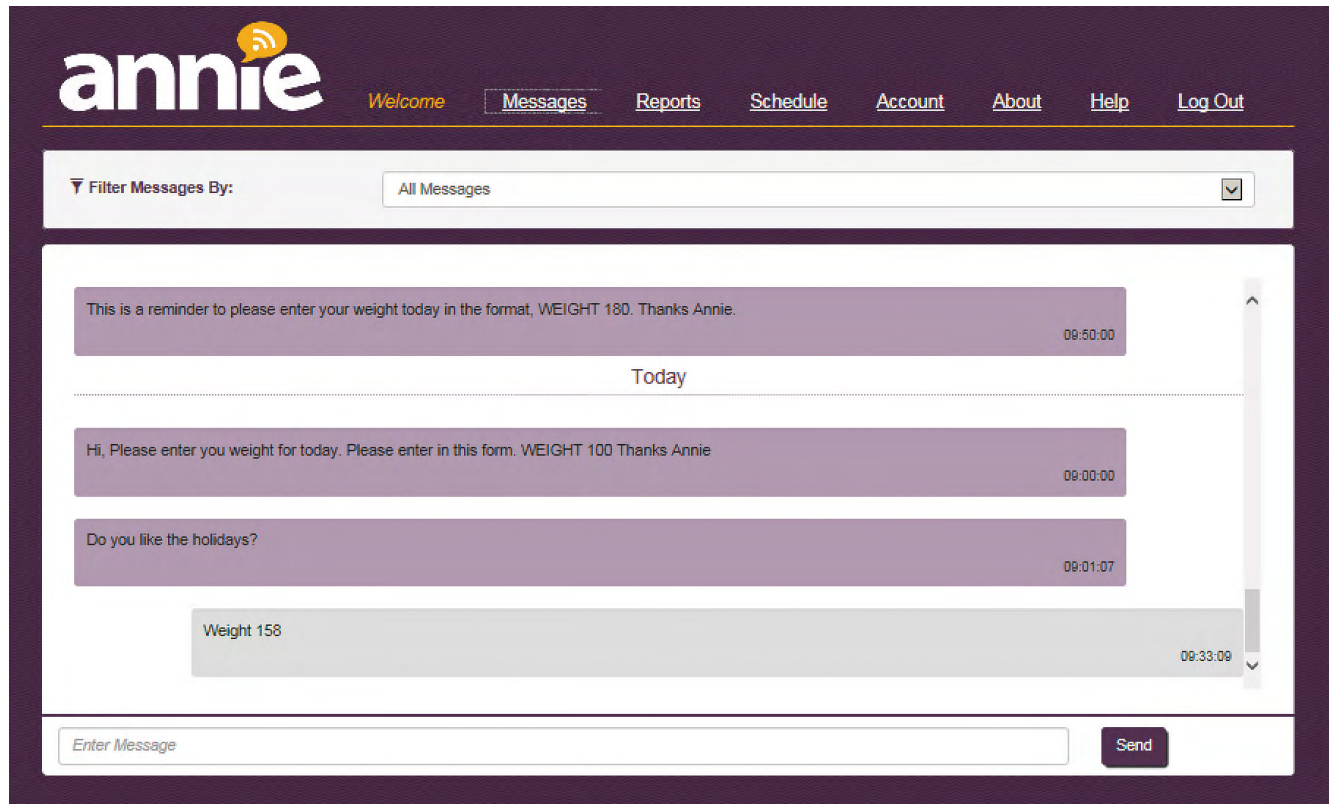 annie
Welcome Messages Reports Schedule Account About Help Log Out
Filter Messages By: All Messages
This is a reminder to please enter your weight today in the format, WEIGHT 180. Thanks Annie.
09:50:00
Today
Hi, Please enter you weight for today. Please enter in this form. WEIGHT 100 Thanks Annie
09:00:00
Do you like the holidays?
09:01:07
Weight 158
09:33:09
Enter Message Send